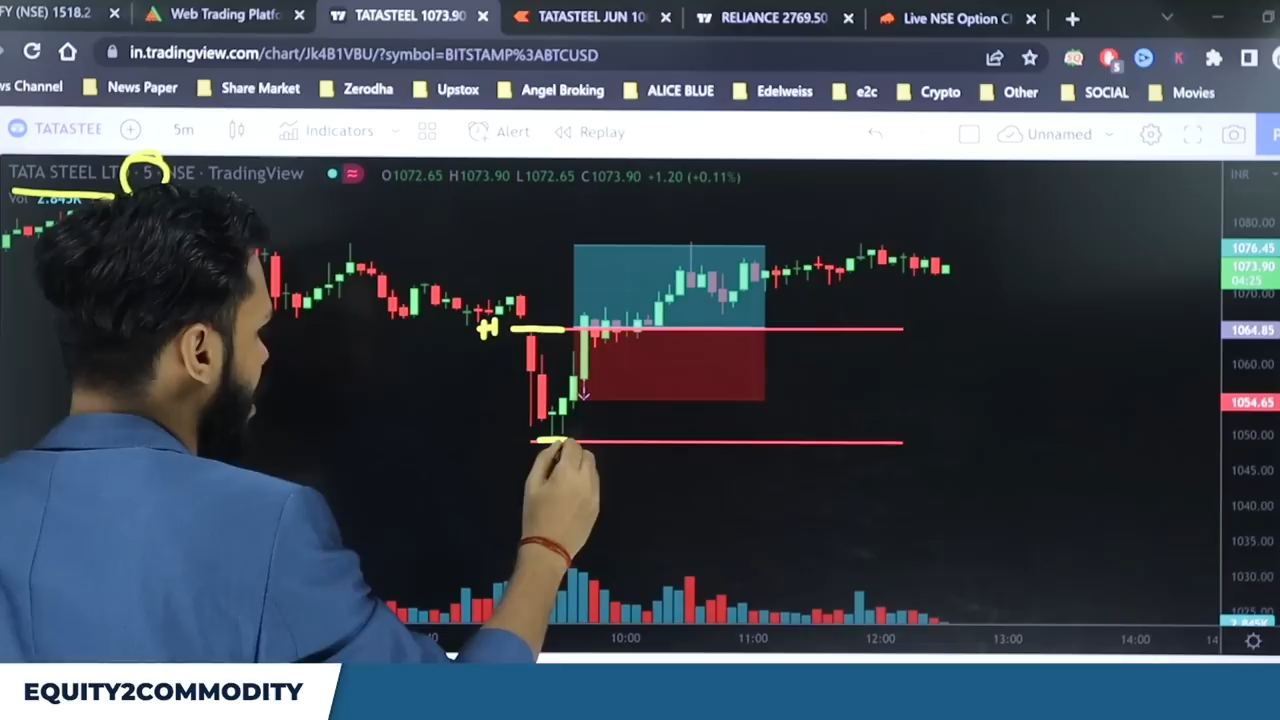 FY (NSE) 1518.2
Web Trading Platfo
TATASTEEL 1073.90
TATASTEEL JUN 10
RELIANCE 2769.50
Live NSE Option C
in.tradingview.com/chart/Jk4B1VBU/?symbol=BITSTAMP%3ABTCUSD
ws Channel News Paper Share Market Zerodha Upstox Angel Broking ALICE BLUE Edelweiss e2c Crypto Other SOCIAL Movies
TATASTEE 5m Indicators Alert Replay Unnamed
TATA STEEL LT · 5 · NSE · TradingView O1072.65 H1073.90 L1072.65 C1073.90 +1.20 (+0.11%) INR
Vol 2.845K
H
1080.00
1076.45
1073.90
04:25
1070.00
1064.85
1060.00
1054.65
1050.00
1045.00
1040.00
1035.00
1030.00
1025.00
2.845K
10:00 11:00 12:00 13:00 14:00 14
EQUITY2COMMODITY